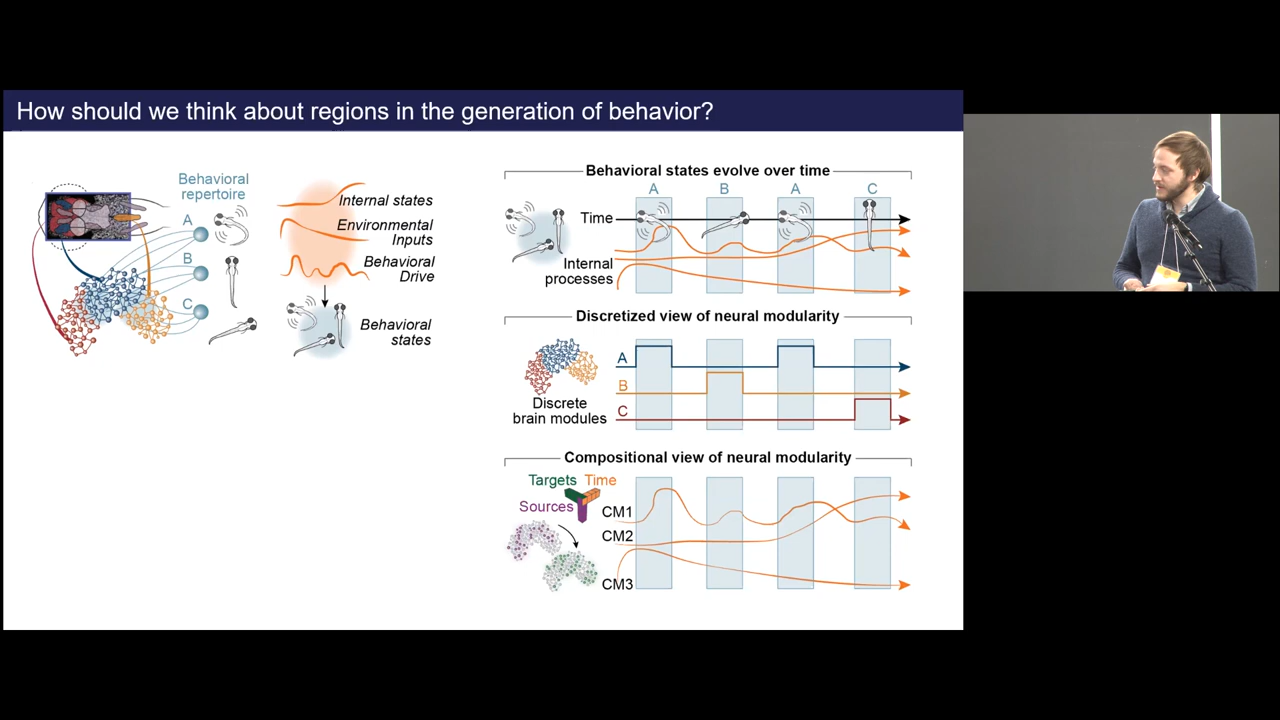 How should we think about regions in the generation of behavior?
Behavioral
repertoire
A
B
C
Internal states
Environmental
Inputs
Behavioral
Drive
Behavioral
states
Behavioral states evolve over time
A B A C
Time
Internal
processes
Discretized view of neural modularity
A
B
C
Discrete
brain modules
Compositional view of neural modularity
Targets Time
Sources
CM1
CM2
CM3